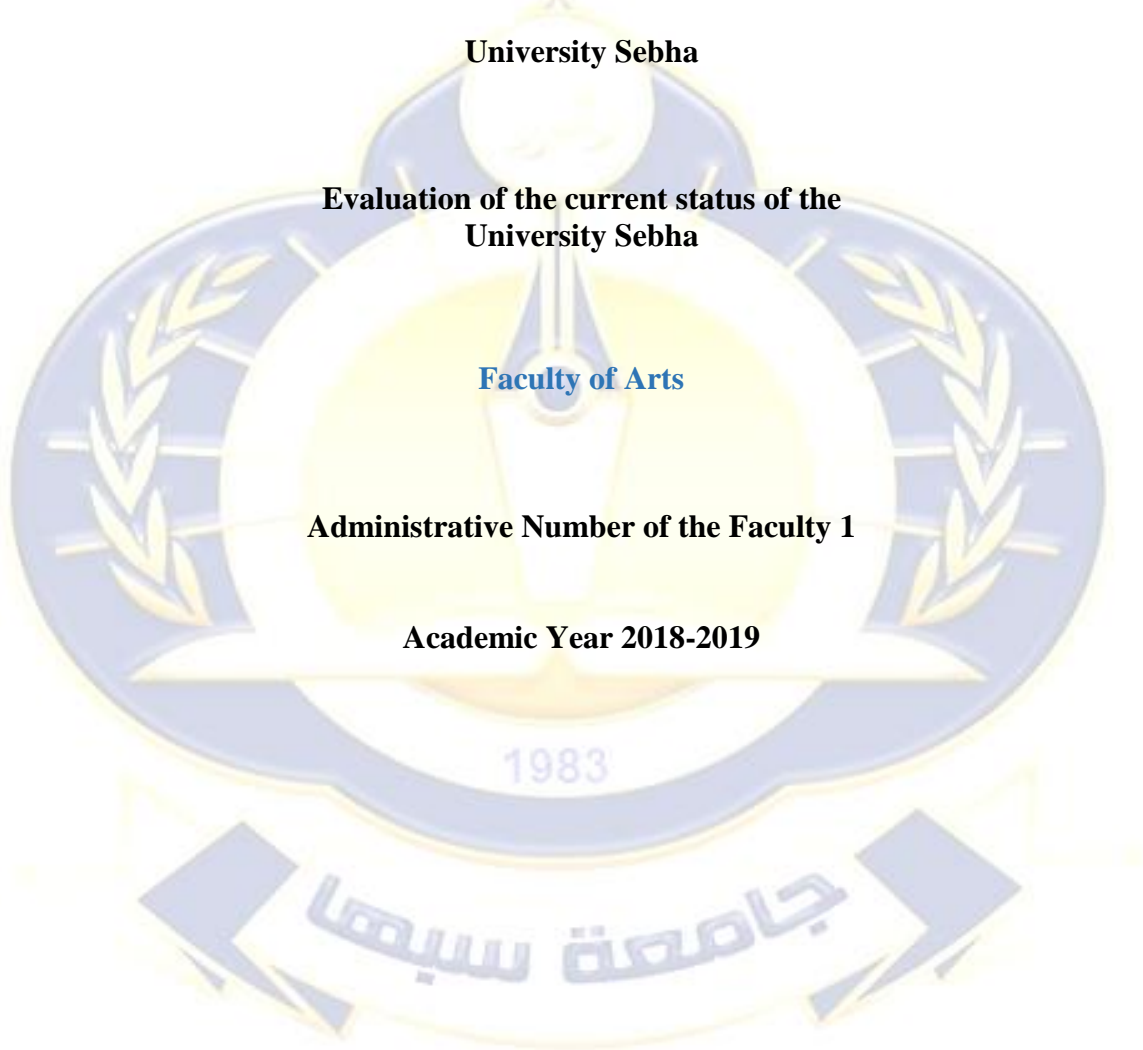 University Sebha
Evaluation of the current status of the
University Sebha
Faculty of Arts
Administrative Number of the Faculty 1
Academic Year 2018-2019
1983
جامعة سبها